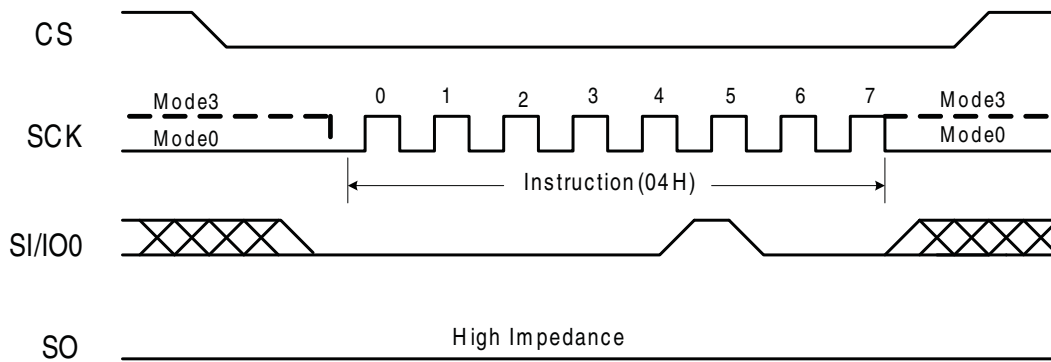 CS
0 1 2 3 4 5 6 7
Mode3 Mode3
SCK
Mode0 Mode0
Instruction(04H)
SI/IO0
High Impedance
SO